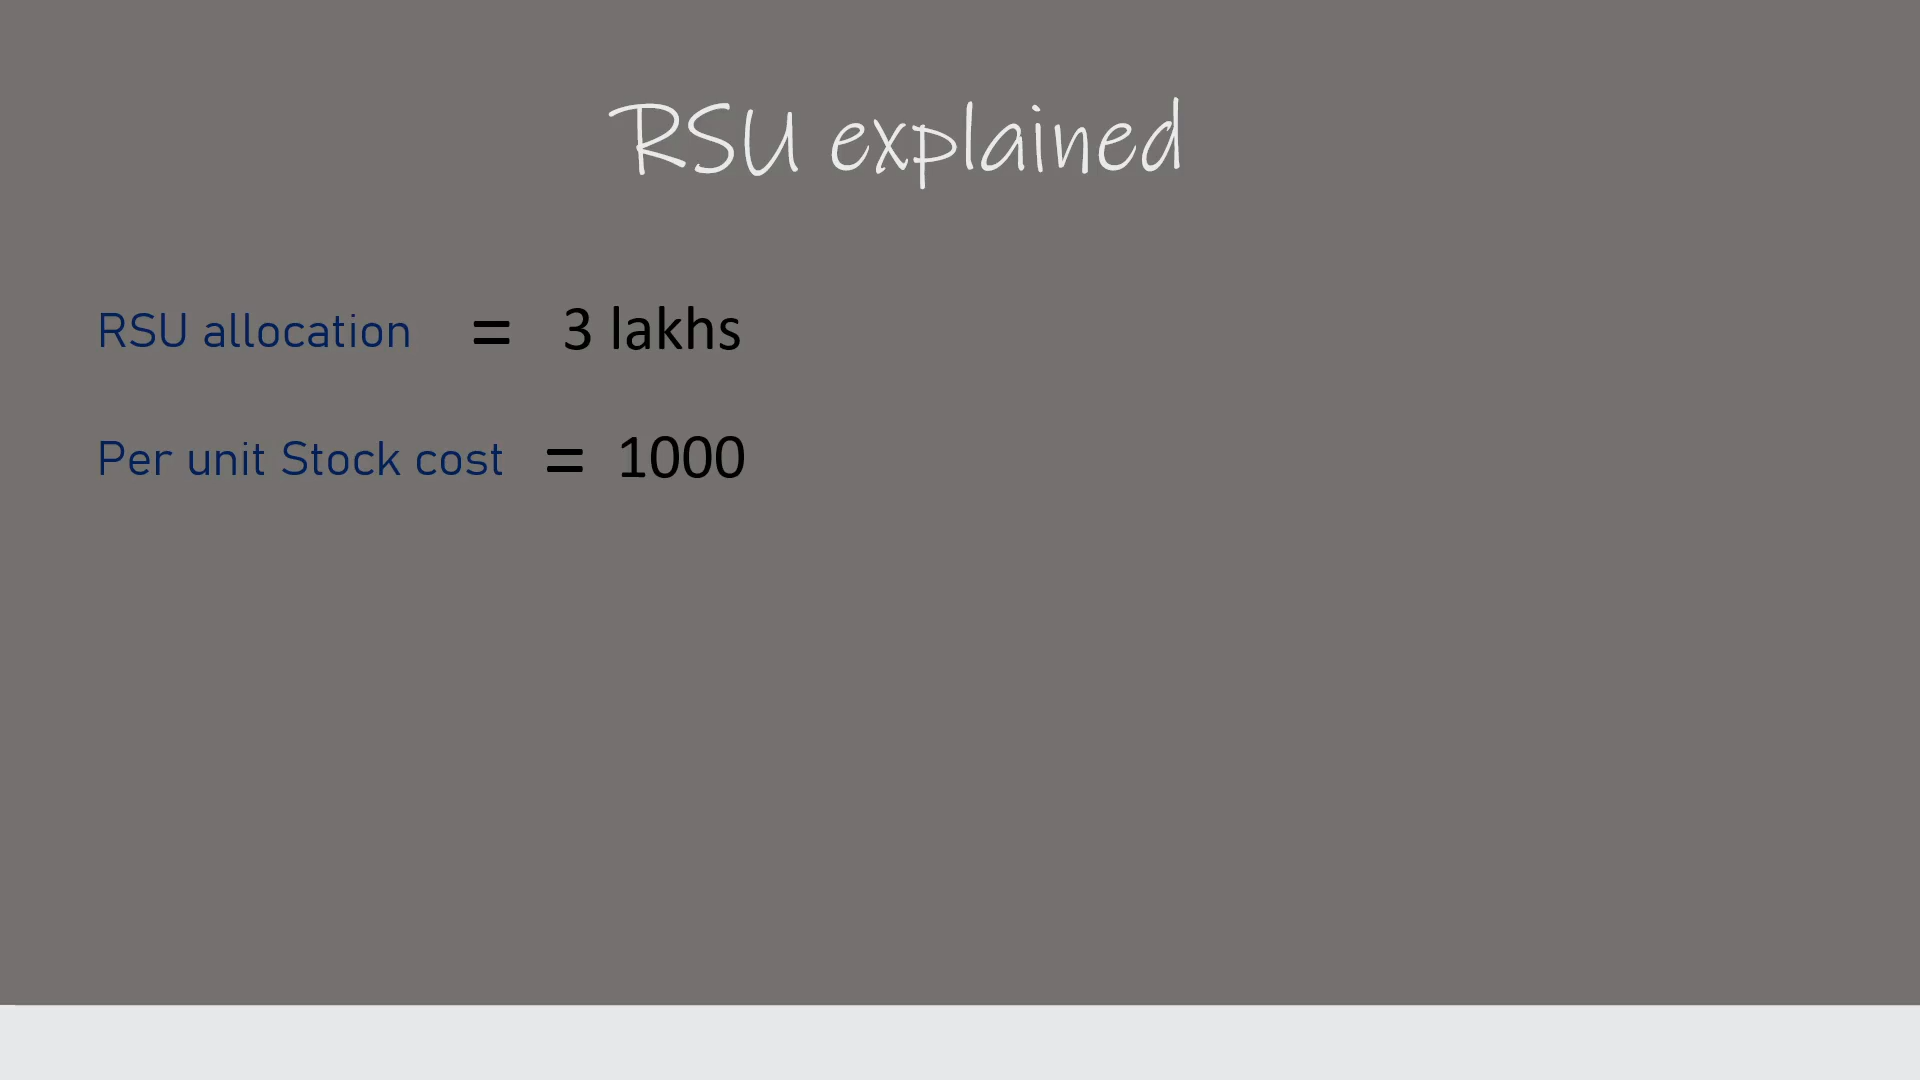 RSU explained
RSU allocation = 3 lakhs
Per unit Stock cost = 1000